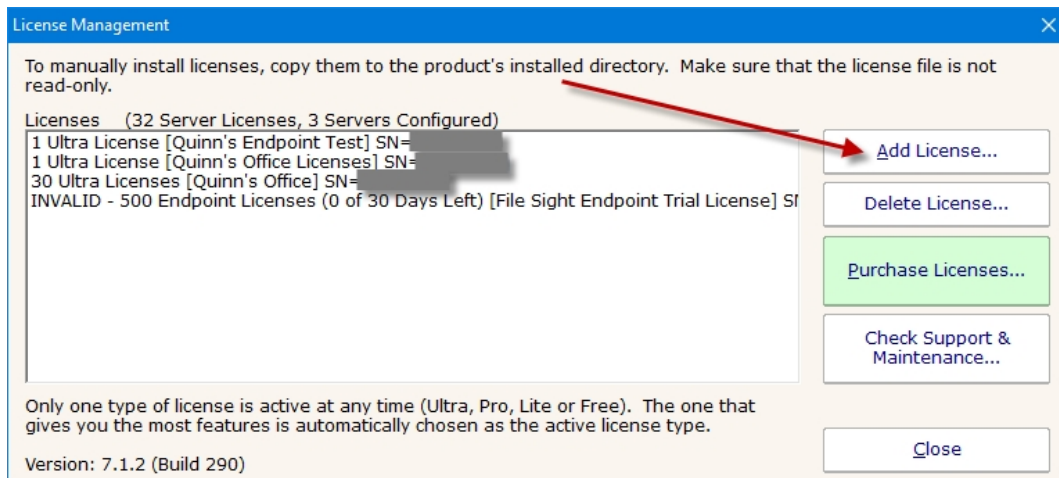 License Management
To manually install licenses, copy them to the product's installed directory.  Make sure that the license file is not
read-only.
Licenses    (32 Server Licenses, 3 Servers Configured)
1 Ultra License [Quinn's Endpoint Test] SN=
1 Ultra License [Quinn's Office Licenses] SN=
30 Ultra Licenses [Quinn's Office] SN=
INVALID - 500 Endpoint Licenses (0 of 30 Days Left) [File Sight Endpoint Trial License]
Add License...
Delete License...
Purchase Licenses...
Check Support &
Maintenance...
Only one type of license is active at any time (Ultra, Pro, Lite or Free).  The one that
gives you the most features is automatically chosen as the active license type.
Version: 7.1.2 (Build 290)
Close